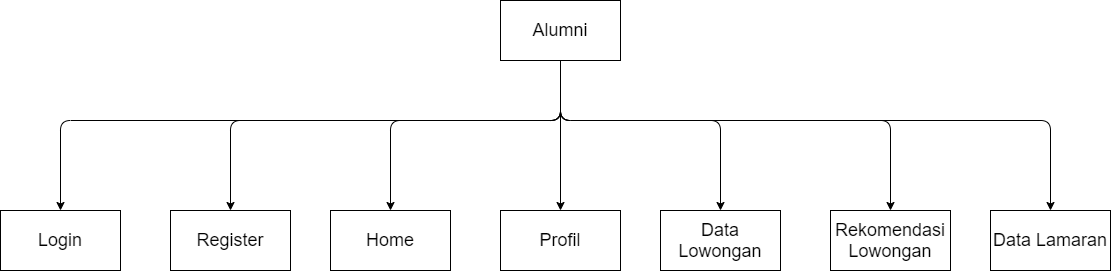 Alumni
Login
Register
Home
Profil
Data
Lowongan
Rekomendasi
Lowongan
Data Lamaran